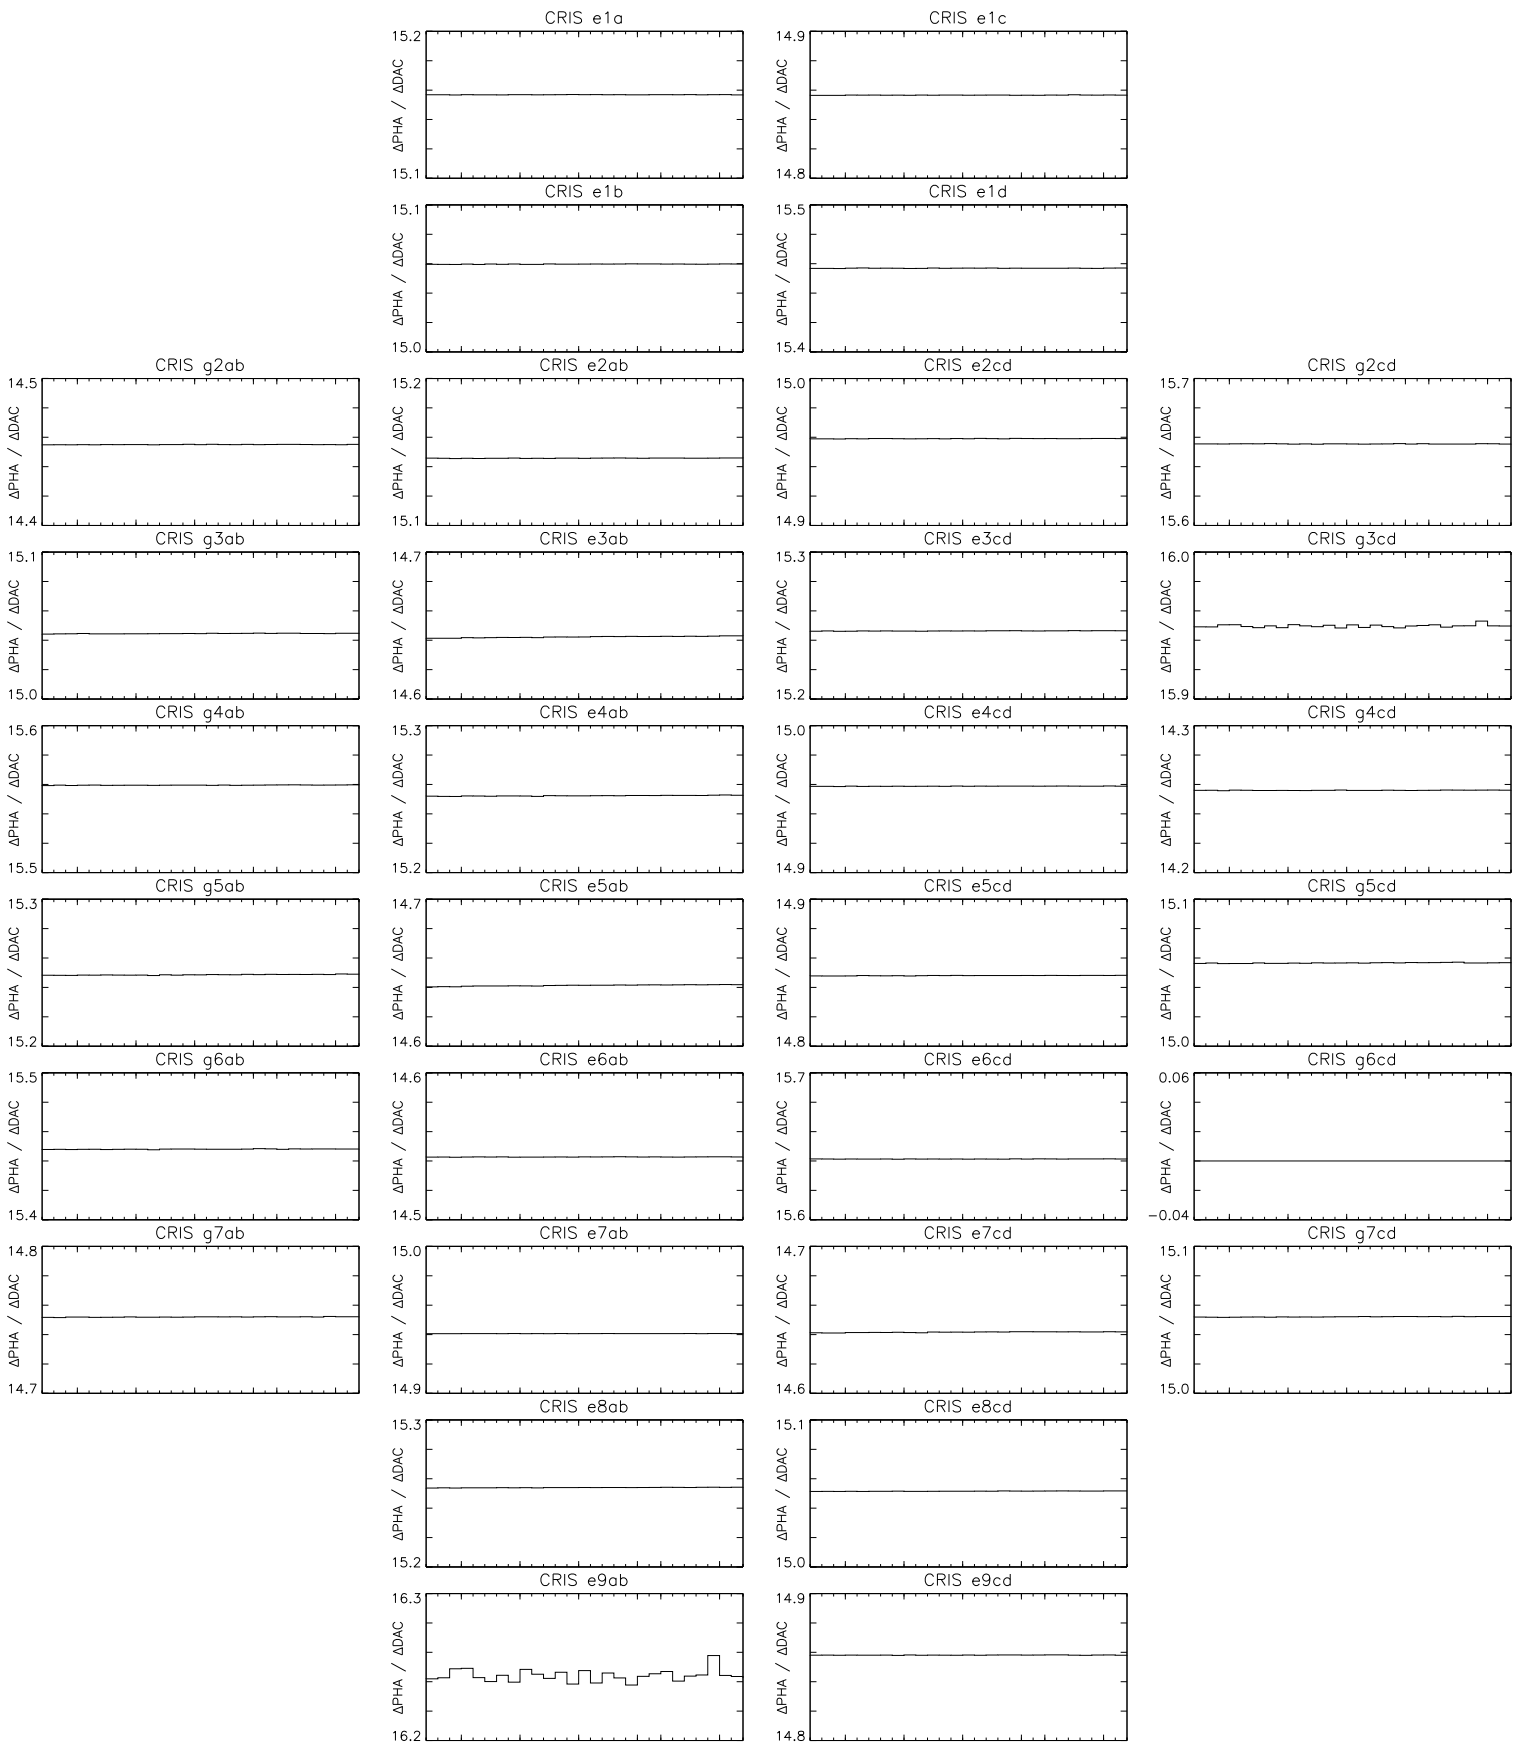 CRIS e1a
15.2
ΔPHA / ΔDAC
15.1
CRIS e1c
14.9
ΔPHA / ΔDAC
14.8
CRIS e1b
15.1
ΔPHA / ΔDAC
15.0
CRIS e1d
15.5
ΔPHA / ΔDAC
15.4
CRIS g2ab
14.5
ΔPHA / ΔDAC
14.4
CRIS e2ab
15.2
ΔPHA / ΔDAC
15.1
CRIS e2cd
15.0
ΔPHA / ΔDAC
14.9
CRIS g2cd
15.7
ΔPHA / ΔDAC
15.6
CRIS g3ab
15.1
ΔPHA / ΔDAC
15.0
CRIS e3ab
14.7
ΔPHA / ΔDAC
14.6
CRIS e3cd
15.3
ΔPHA / ΔDAC
15.2
CRIS g3cd
16.0
ΔPHA / ΔDAC
15.9
CRIS g4ab
15.6
ΔPHA / ΔDAC
15.5
CRIS e4ab
15.3
ΔPHA / ΔDAC
15.2
CRIS e4cd
15.0
ΔPHA / ΔDAC
14.9
CRIS g4cd
14.3
ΔPHA / ΔDAC
14.2
CRIS g5ab
15.3
ΔPHA / ΔDAC
15.2
CRIS e5ab
14.7
ΔPHA / ΔDAC
14.6
CRIS e5cd
14.9
ΔPHA / ΔDAC
14.8
CRIS g5cd
15.1
ΔPHA / ΔDAC
15.0
CRIS g6ab
15.5
ΔPHA / ΔDAC
15.4
CRIS e6ab
14.6
ΔPHA / ΔDAC
14.5
CRIS e6cd
15.7
ΔPHA / ΔDAC
15.6
CRIS g6cd
0.06
ΔPHA / ΔDAC
−0.04
CRIS g7ab
14.8
ΔPHA / ΔDAC
14.7
CRIS e7ab
15.0
ΔPHA / ΔDAC
14.9
CRIS e7cd
14.7
ΔPHA / ΔDAC
14.6
CRIS g7cd
15.1
ΔPHA / ΔDAC
15.0
CRIS e8ab
15.3
ΔPHA / ΔDAC
15.2
CRIS e8cd
15.1
ΔPHA / ΔDAC
15.0
CRIS e9ab
16.3
ΔPHA / ΔDAC
16.2
CRIS e9cd
14.9
ΔPHA / ΔDAC
14.8